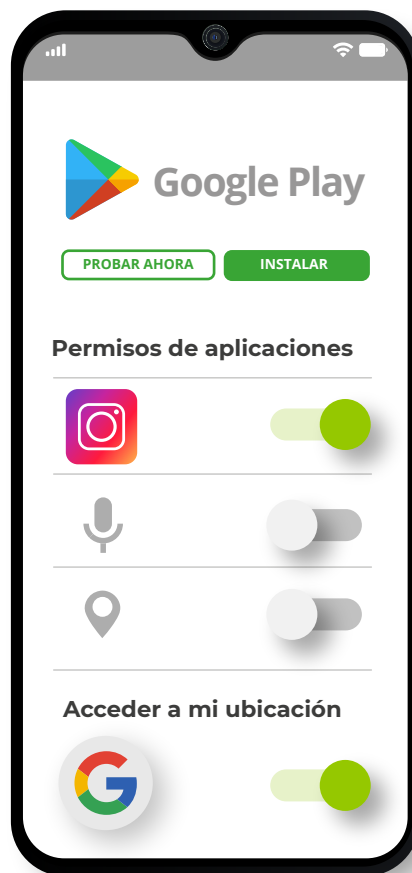 Google Play
PROBAR AHORA
INSTALAR
Permisos de aplicaciones
Acceder a mi ubicación
G